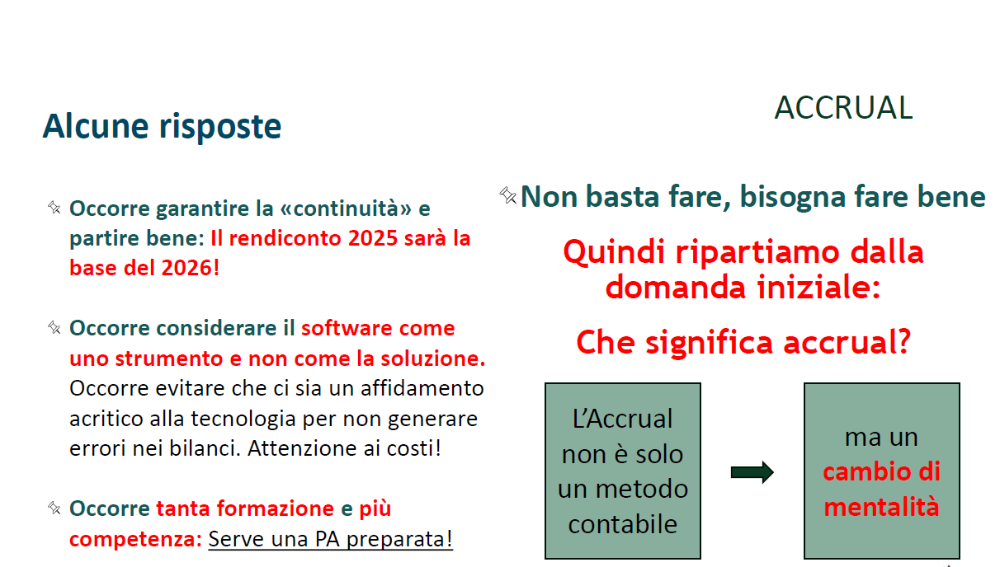 ACCRUAL
Alcune risposte
Occorre garantire la «continuità» e
partire bene: Il rendiconto 2025 sarà la
base del 2026!
Occorre considerare il software come
uno strumento e non come la soluzione.
Occorre evitare che ci sia un affidamento
acritico alla tecnologia per non generare
errori nei bilanci. Attenzione ai costi!
Occorre tanta formazione e più
competenza: Serve una PA preparata!
Non basta fare, bisogna fare bene
Quindi ripartiamo dalla
domanda iniziale:
Che significa accrual?
L’Accrual
non è solo
un metodo
contabile
ma un
cambio di
mentalità